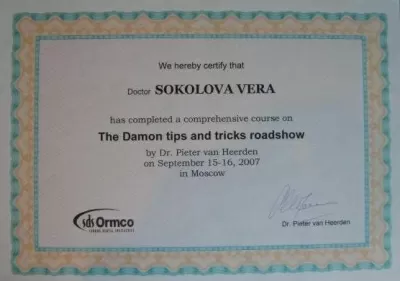 We hereby certify that
Doctor SOKOLOVA VERA
has completed a comprehensive course on
The Damon tips and tricks roadshow
by Dr. Pieter van Heerden
on September 15-16, 2007
in Moscow
sds Ormco
Dr. Pieter van Heerden